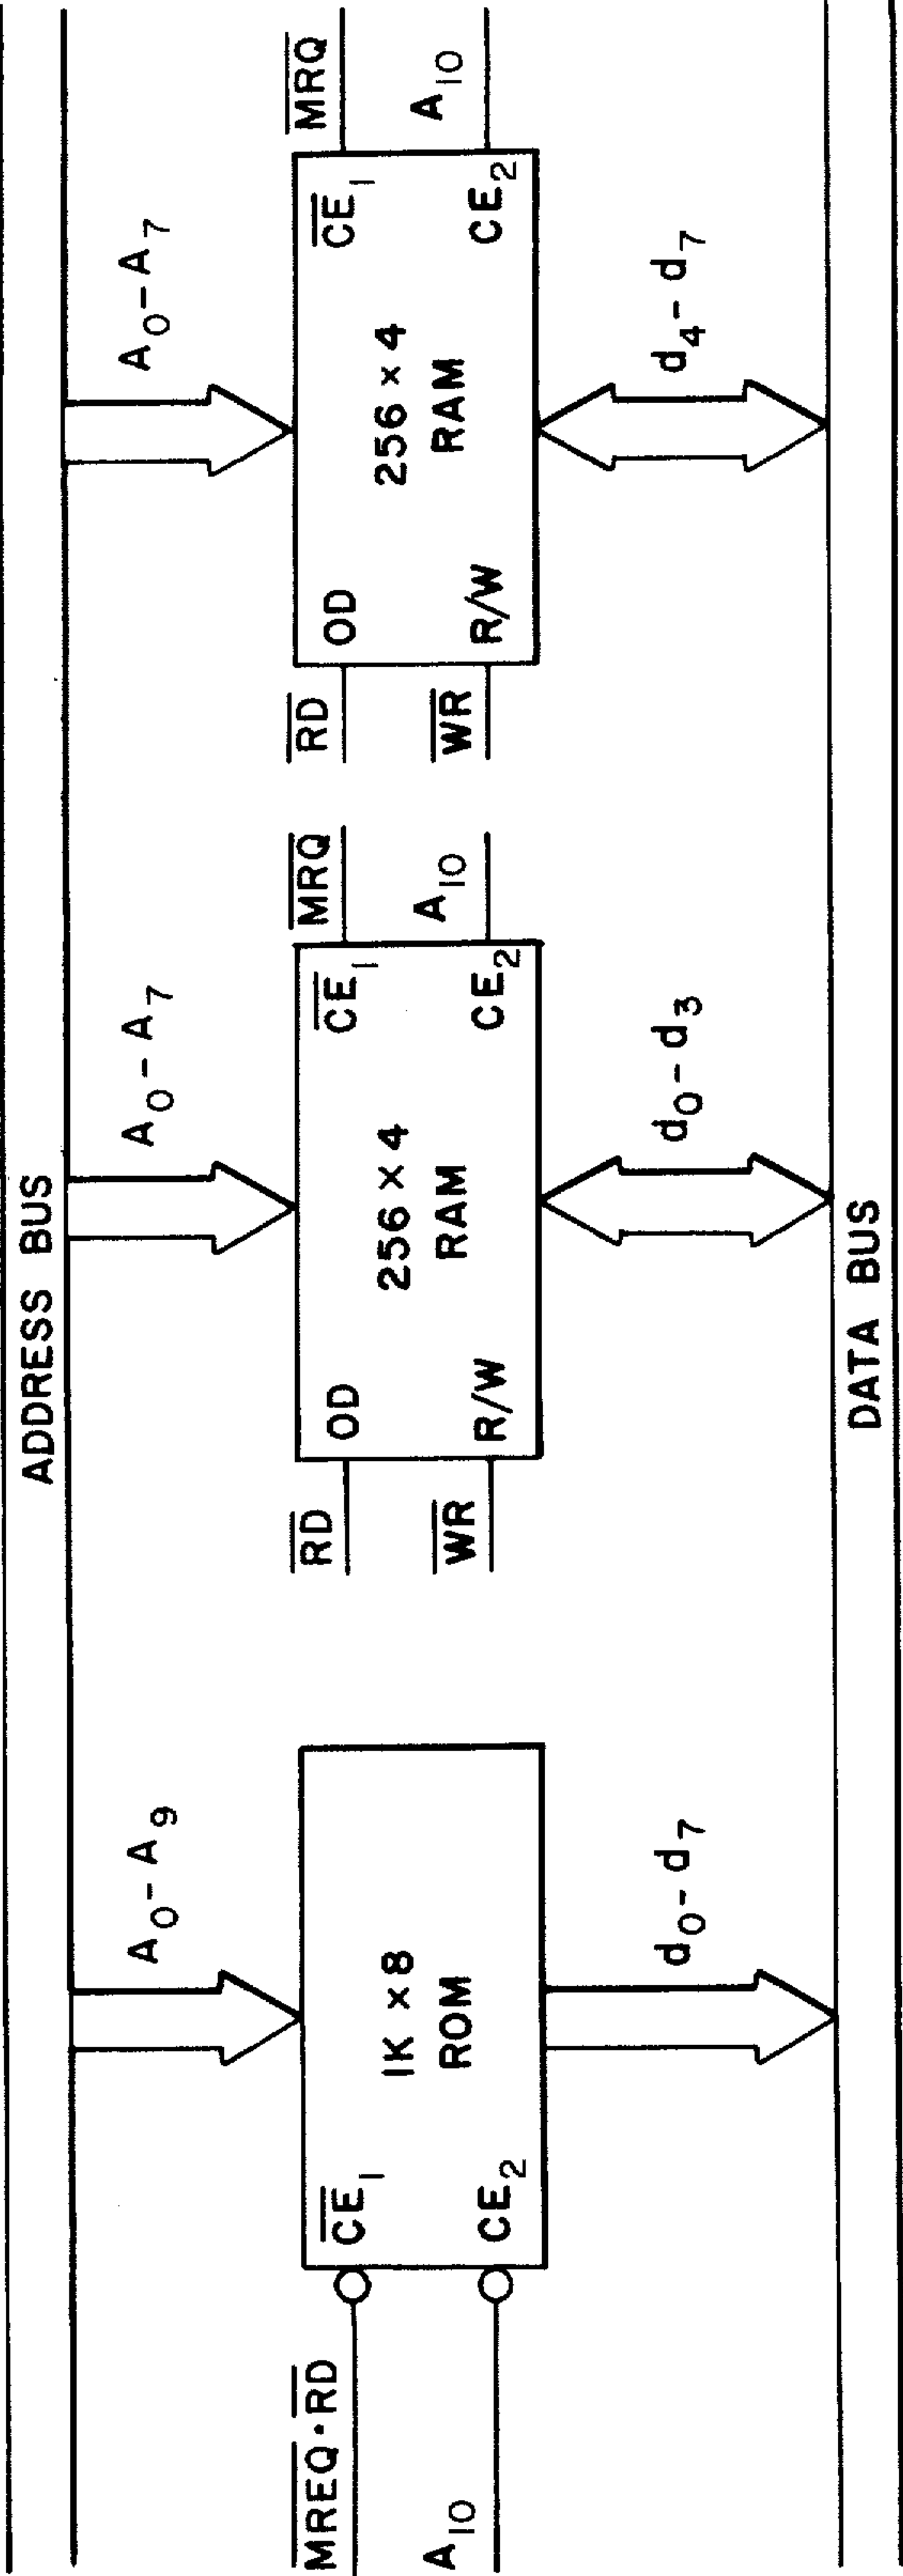 ADDRESS BUS
A0-A9
A0-A7
A0-A7
MREQ·RD
CE1
1K × 8
ROM
A10
CE2
RD
OD
256 × 4
RAM
CE1
MRQ
WR
R/W
CE2
A10
RD
OD
256 × 4
RAM
CE1
MRQ
WR
R/W
CE2
A10
d0-d7
d0-d3
d4-d7
DATA BUS